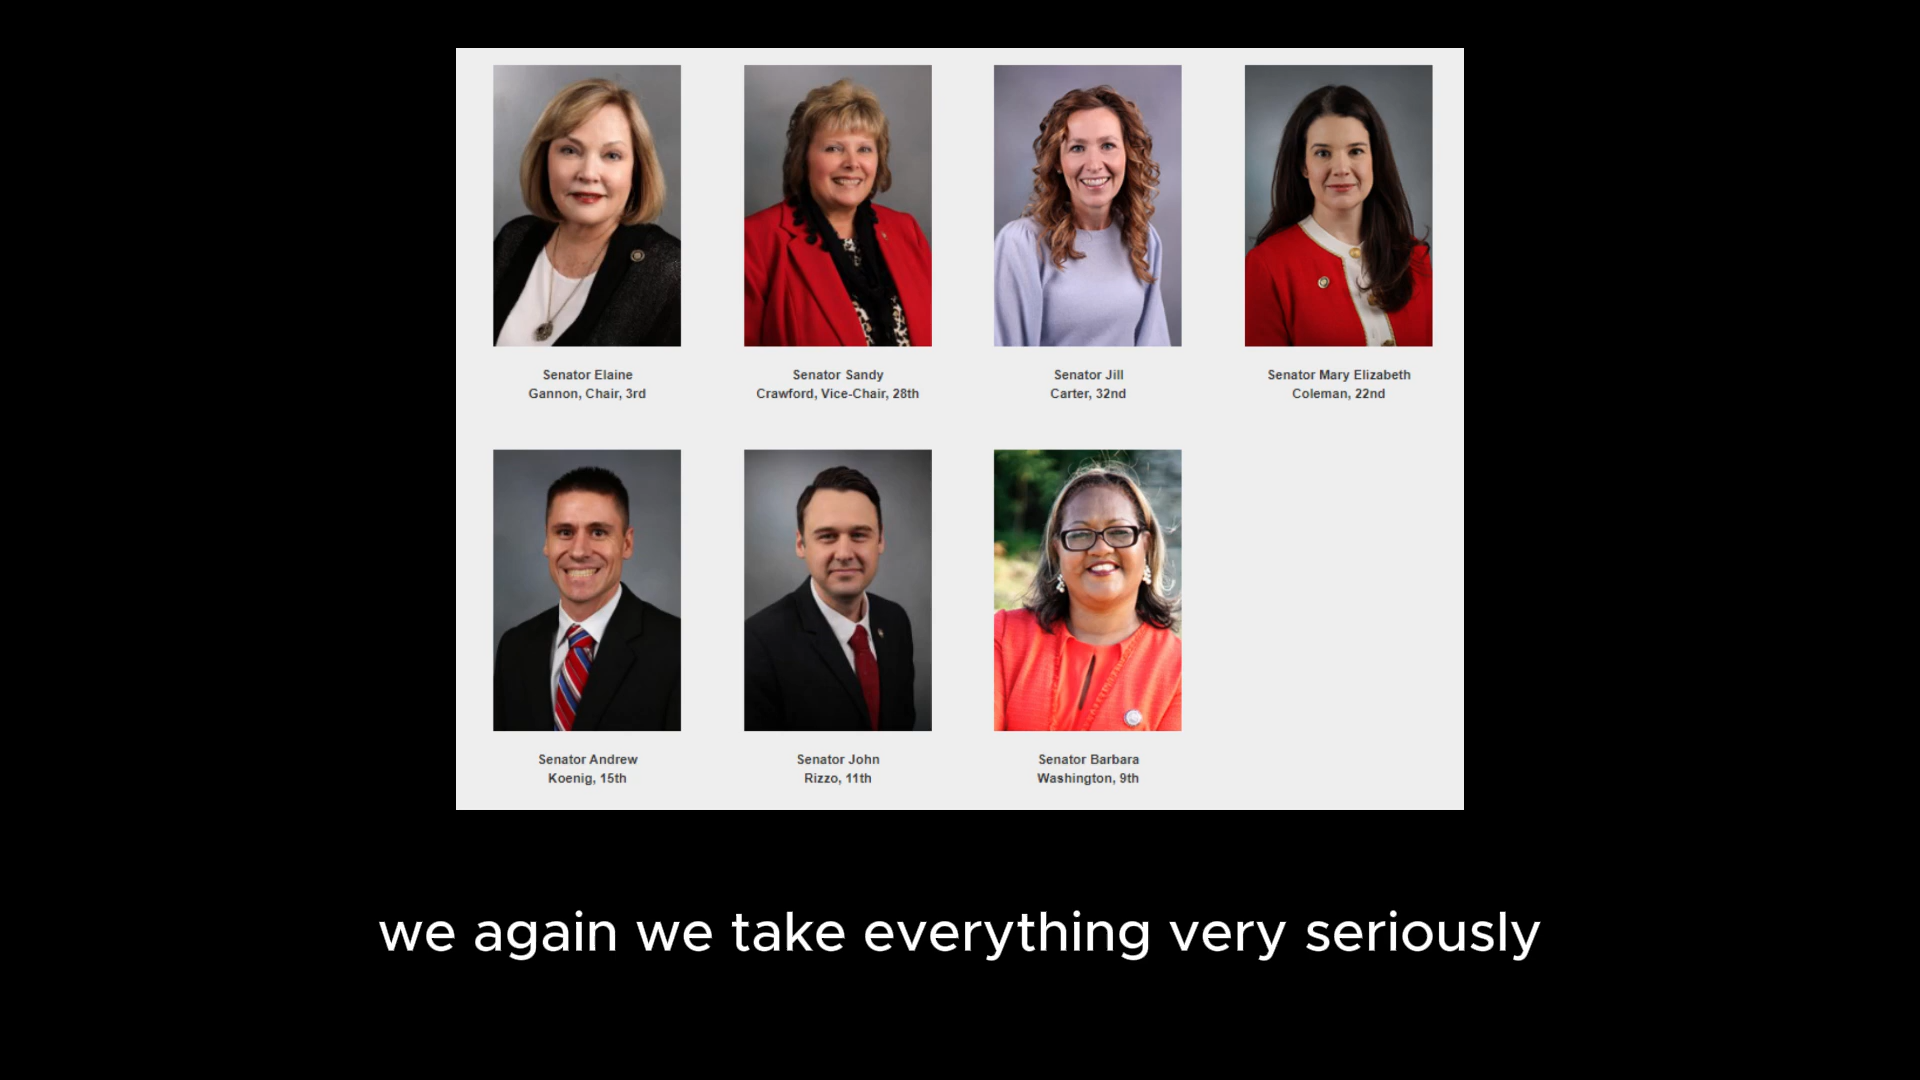 Senator Elaine
Gannon, Chair, 3rd
Senator Sandy
Crawford, Vice-Chair, 28th
Senator Jill
Carter, 32nd
Senator Mary Elizabeth
Coleman, 22nd
Senator Andrew
Koenig, 15th
Senator John
Rizzo, 11th
Senator Barbara
Washington, 9th
we again we take everything very seriously